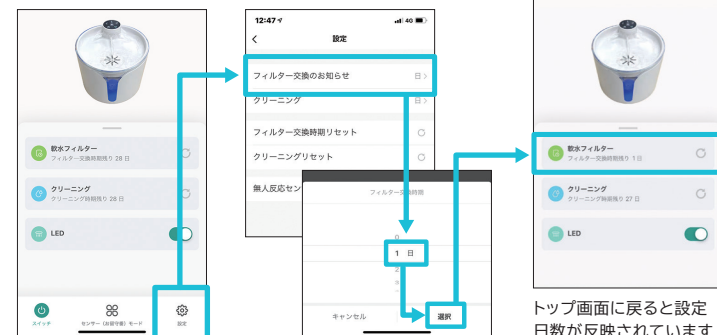 軟水フィルター
フィルター交換時期残り 28 日
クリーニング
クリーニング時期残り 28 日
LED
スイッチ
センサー（お留守番）モード
設定
12:47
4G
設定
フィルター交換のお知らせ
日
クリーニング
日
フィルター交換時期リセット
クリーニングリセット
無人反応セン
フィルター交換時期
0
1 日
2
3
キャンセル
選択
軟水フィルター
フィルター交換時期残り 1 日
クリーニング
クリーニング時期残り 27 日
LED
トップ画面に戻ると設定
日数が反映されています